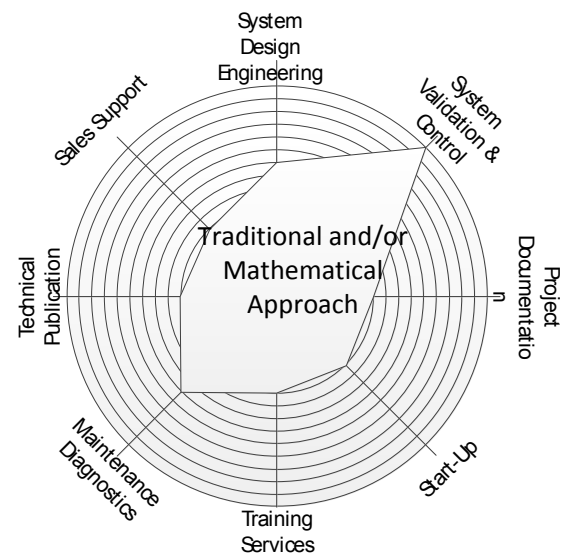 System
Design
Engineering
System
Validation &
Control
Project
Documentatio
n
Start-Up
Training
Services
Maintenance
Diagnostics
Technical
Publication
Sales Support
Traditional and/or
Mathematical
Approach